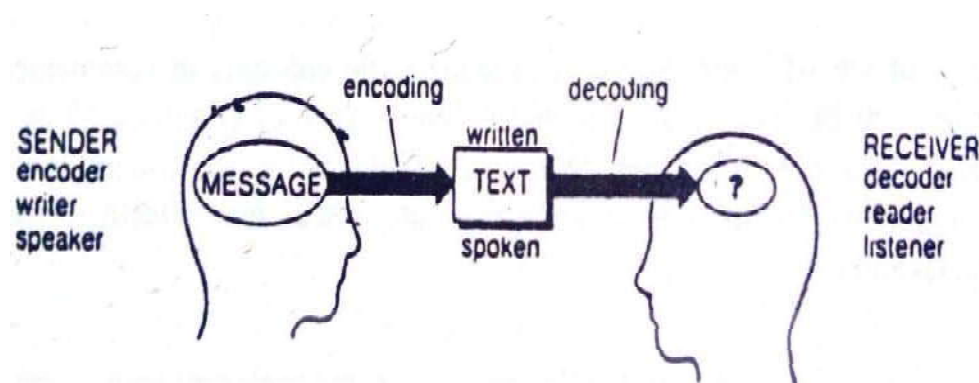 SENDER
encoder
writer
speaker
MESSAGE
encoding
written
TEXT
spoken
decoding
?
RECEIVER
decoder
reader
listener